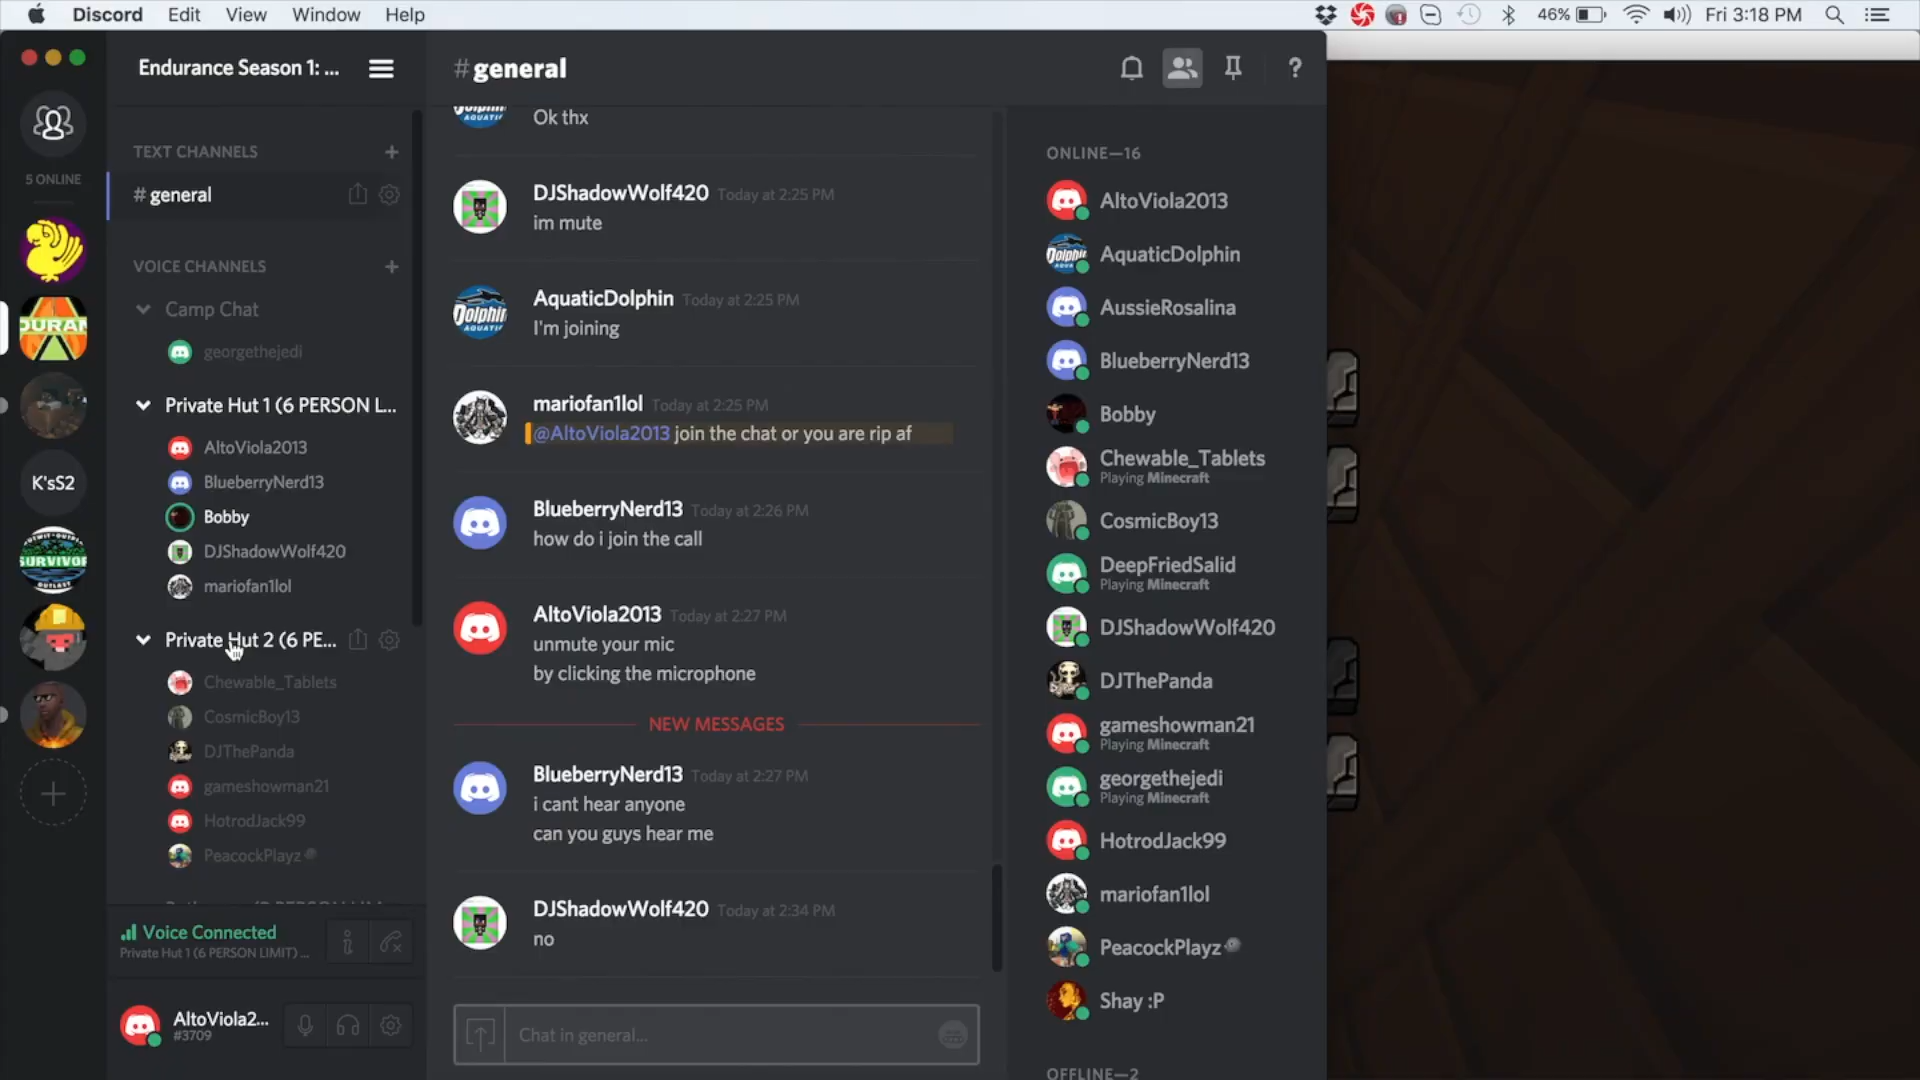 Discord Edit View Window Help
46% Fri 3:18 PM
Endurance Season 1: ...
#general
5 ONLINE
K'sS2
SURVIVOR
TEXT CHANNELS
# general
VOICE CHANNELS
Camp Chat
georgethejedi
Private Hut 1 (6 PERSON L...
AltoViola2013
BlueberryNerd13
Bobby
DJShadowWolf420
mariofan1lol
Private Hut 2 (6 PE...
Chewable_Tablets
CosmicBoy13
DJThePanda
gameshowman21
HotrodJack99
PeacockPlayz
Voice Connected
Private Hut 1 (6 PERSON LIMIT) ...
AltoViola2...
#3709
Ok thx
DJShadowWolf420 Today at 2:25 PM
im mute
AquaticDolphin Today at 2:25 PM
I'm joining
mariofan1lol Today at 2:25 PM
@AltoViola2013 join the chat or you are rip af
BlueberryNerd13 Today at 2:26 PM
how do i join the call
AltoViola2013 Today at 2:27 PM
unmute your mic
by clicking the microphone
NEW MESSAGES
BlueberryNerd13 Today at 2:27 PM
i cant hear anyone
can you guys hear me
DJShadowWolf420 Today at 2:34 PM
no
Chat in general...
ONLINE—16
AltoViola2013
AquaticDolphin
AussieRosalina
BlueberryNerd13
Bobby
Chewable_Tablets
Playing Minecraft
CosmicBoy13
DeepFriedSalid
Playing Minecraft
DJShadowWolf420
DJThePanda
gameshowman21
Playing Minecraft
georgethejedi
Playing Minecraft
HotrodJack99
mariofan1lol
PeacockPlayz
Shay :P
OFFLINE—2